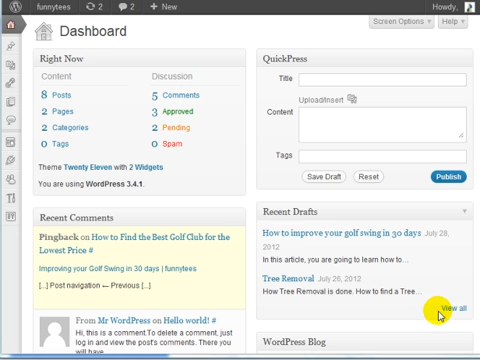 funnytees 2 2 New Howdy,
Screen Options Help
Dashboard
Right Now
Content Discussion
8 Posts 5 Comments
2 Pages 3 Approved
2 Categories 2 Pending
0 Tags 0 Spam
Theme Twenty Eleven with 2 Widgets
You are using WordPress 3.4.1.
Recent Comments
Pingback on How to Find the Best Golf Club for the
Lowest Price #
Improving your Golf Swing in 30 days | funnytees
[...] Post navigation ← Previous [...]
From Mr WordPress on Hello world! #
Hi, this is a comment.To delete a comment, just
log in and view the post's comments. There you
will have
QuickPress
Title
Upload/Insert
Content
Tags
Save Draft Reset Publish
Recent Drafts
How to improve your golf swing in 30 days July 28,
2012
In this article, you are going to learn how to…
Tree Removal July 26, 2012
How Tree Removal is done. How to find a Tree…
View all
WordPress Blog